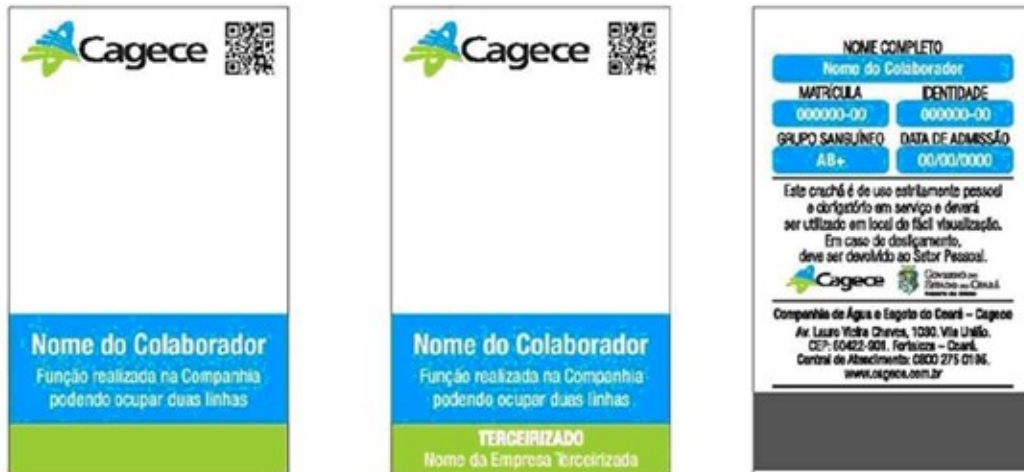 Cagece
Nome do Colaborador
Função realizada na Companhia
podendo ocupar duas linhas
Cagece
Nome do Colaborador
Função realizada na Companhia
podendo ocupar duas linhas
TERCEIRIZADO
Nome da Empresa Terceirizada
NOME COMPLETO
Nome do Colaborador
MATRÍCULA IDENTIDADE
000000-00 000000-00
GRUPO SANGUÍNEO DATA DE ADMISSÃO
AB+ 00/00/0000
Este crachá é de uso estritamente pessoal
e obrigatório em serviço e deverá
ser utilizado em local de fácil visualização.
Em caso de desligamento,
deve ser devolvido ao Setor Pessoal.
Cagece
GOVERNO DO
ESTADO DO CEARÁ
Companhia de Água e Esgoto do Ceará – Cagece
Av. Lauro Vieira Chaves, 1030. Vila União.
CEP: 60422-901. Fortaleza – Ceará.
Central de Atendimento: 0800 275 0195.
www.cagece.com.br